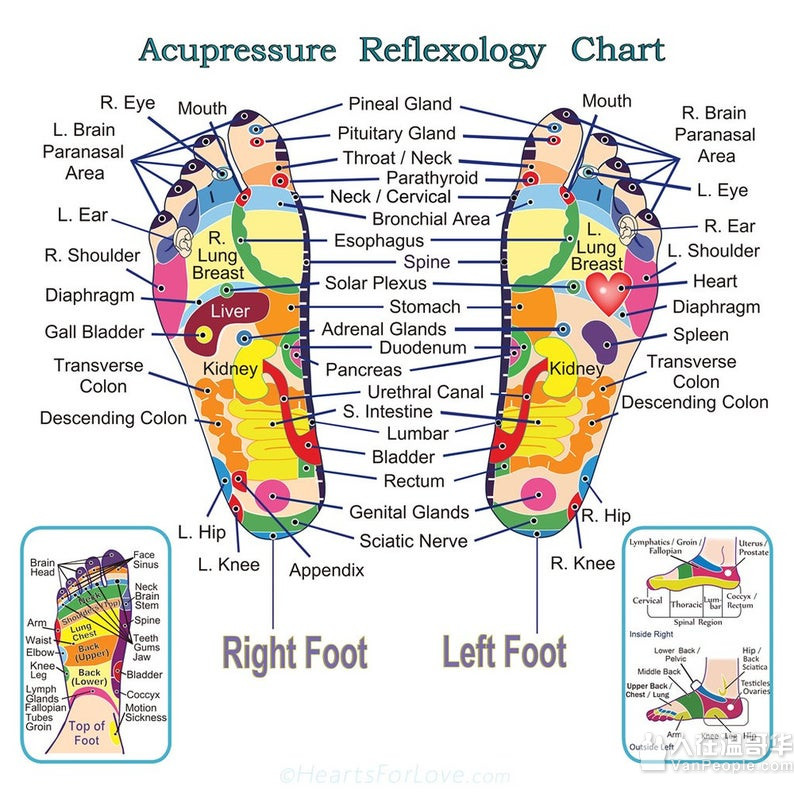 Acupressure Reflexology Chart
R. Eye
Mouth
L. Brain
Paranasal
Area
L. Ear
R. Shoulder
Diaphragm
Gall Bladder
Transverse
Colon
Descending Colon
L. Hip
L. Knee
Appendix
R.
Lung
Breast
Liver
Kidney
Pineal Gland
Pituitary Gland
Throat / Neck
Parathyroid
Neck / Cervical
Bronchial Area
Esophagus
Spine
Solar Plexus
Stomach
Adrenal Glands
Duodenum
Pancreas
Urethral Canal
S. Intestine
Lumbar
Bladder
Rectum
Genital Glands
Sciatic Nerve
Mouth
R. Brain
Paranasal
Area
L. Eye
R. Ear
L. Shoulder
L.
Lung
Breast
Heart
Diaphragm
Spleen
Kidney
Transverse
Colon
Descending Colon
R. Hip
R. Knee
Right Foot
Left Foot
Brain
Head
Face
Sinus
Neck
Brain
Stem
Spine
Teeth
Gums
Jaw
Bladder
Coccyx
Motion
Sickness
Arm
Waist
Elbow
Knee
Leg
Lymph
Glands
Fallopian
Tubes
Groin
Neck
Shoulders(Top)
Lung
Chest
Back
(Upper)
Back
(Lower)
Top of
Foot
Lymphatics / Groin /
Fallopian
Uterus /
Prostate
Cervical
Thoracic
Lum-
bar
Coccyx /
Rectum
Spinal Region
Inside Right
Lower Back /
Pelvic
Middle Back
Upper Back /
Chest / Lung
Hip /
Back
Sciatica
Testicles
Ovaries
Arm
Knee Leg Hip
Outside Left
人在温哥华
VanPeople.com
©HeartsForLove.com